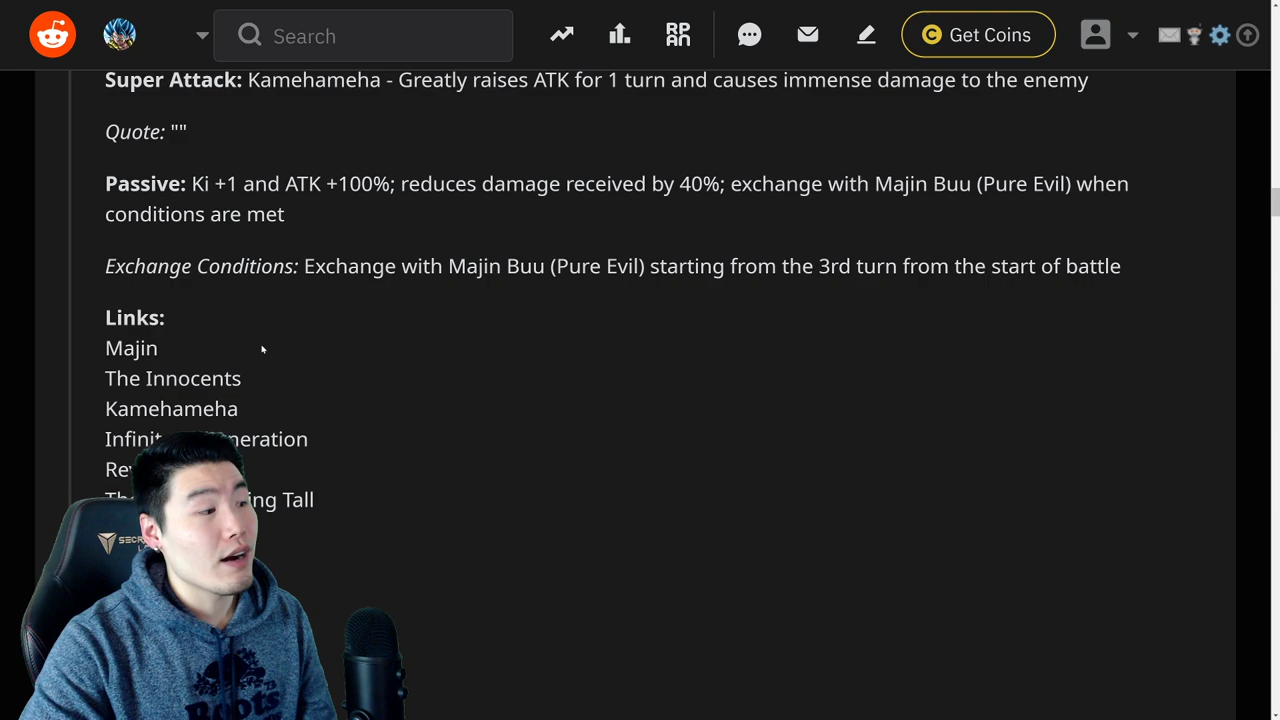 Search
Get Coins
Super Attack: Kamehameha - Greatly raises ATK for 1 turn and causes immense damage to the enemy
Quote: ""
Passive: Ki +1 and ATK +100%; reduces damage received by 40%; exchange with Majin Buu (Pure Evil) when
conditions are met
Exchange Conditions: Exchange with Majin Buu (Pure Evil) starting from the 3rd turn from the start of battle
Links:
Majin
The Innocents
Kamehameha
Tall
Roots